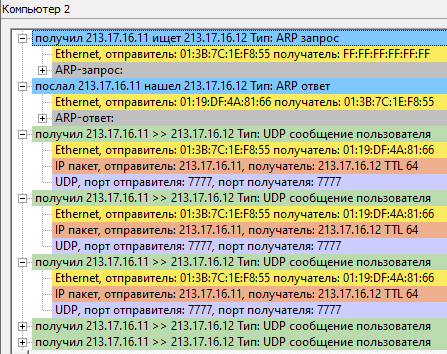 Компьютер 2
получил 213.17.16.11 ищет 213.17.16.12 Тип: ARP запрос
Ethernet, отправитель: 01:3B:7C:1E:F8:55 получатель: FF:FF:FF:FF:FF:FF
ARP-запрос:
послал 213.17.16.11 нашел 213.17.16.12 Тип: ARP ответ
Ethernet, отправитель: 01:19:DF:4A:81:66 получатель: 01:3B:7C:1E:F8:55
ARP-ответ:
получил 213.17.16.11 >> 213.17.16.12 Тип: UDP сообщение пользователя
Ethernet, отправитель: 01:3B:7C:1E:F8:55 получатель: 01:19:DF:4A:81:66
IP пакет, отправитель: 213.17.16.11, получатель: 213.17.16.12 TTL 64
UDP, порт отправителя: 7777, порт получателя: 7777
получил 213.17.16.11 >> 213.17.16.12 Тип: UDP сообщение пользователя
Ethernet, отправитель: 01:3B:7C:1E:F8:55 получатель: 01:19:DF:4A:81:66
IP пакет, отправитель: 213.17.16.11, получатель: 213.17.16.12 TTL 64
UDP, порт отправителя: 7777, порт получателя: 7777
получил 213.17.16.11 >> 213.17.16.12 Тип: UDP сообщение пользователя
Ethernet, отправитель: 01:3B:7C:1E:F8:55 получатель: 01:19:DF:4A:81:66
IP пакет, отправитель: 213.17.16.11, получатель: 213.17.16.12 TTL 64
UDP, порт отправителя: 7777, порт получателя: 7777
получил 213.17.16.11 >> 213.17.16.12 Тип: UDP сообщение пользователя
получил 213.17.16.11 >> 213.17.16.12 Тип: UDP сообщение пользователя